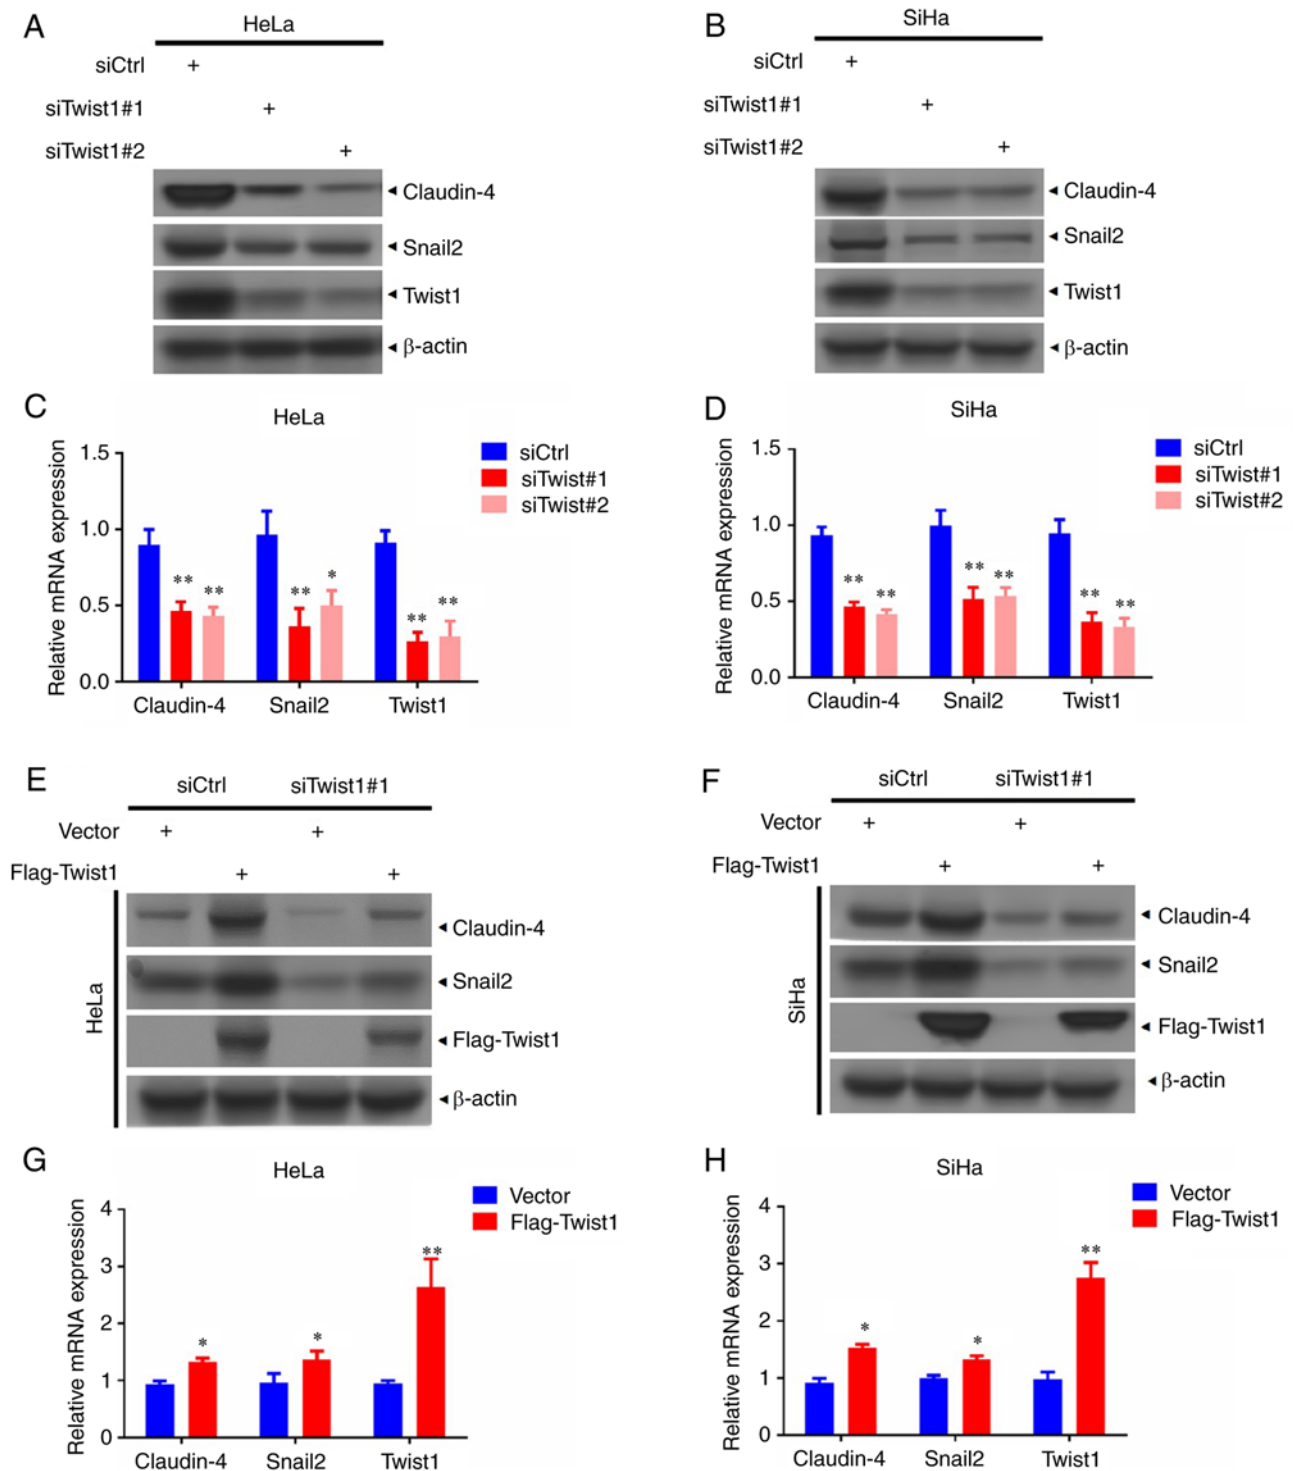 A
HeLa
siCtrl +
siTwist1#1 +
siTwist1#2 +
Claudin-4
Snail2
Twist1
β-actin
B
SiHa
siCtrl +
siTwist1#1 +
siTwist1#2 +
Claudin-4
Snail2
Twist1
β-actin
C
HeLa
Relative mRNA expression
1.5
1.0
0.5
0.0
** **
** *
** **
Claudin-4 Snail2 Twist1
siCtrl
siTwist#1
siTwist#2
D
SiHa
Relative mRNA expression
1.5
1.0
0.5
0.0
** **
** **
** **
Claudin-4 Snail2 Twist1
siCtrl
siTwist#1
siTwist#2
E
siCtrl siTwist1#1
Vector + +
Flag-Twist1 + +
HeLa
Claudin-4
Snail2
Flag-Twist1
β-actin
F
siCtrl siTwist1#1
Vector + +
Flag-Twist1 + +
SiHa
Claudin-4
Snail2
Flag-Twist1
β-actin
G
HeLa
Relative mRNA expression
4
3
2
1
0
* * **
Claudin-4 Snail2 Twist1
Vector
Flag-Twist1
H
SiHa
Relative mRNA expression
4
3
2
1
0
* * **
Claudin-4 Snail2 Twist1
Vector
Flag-Twist1